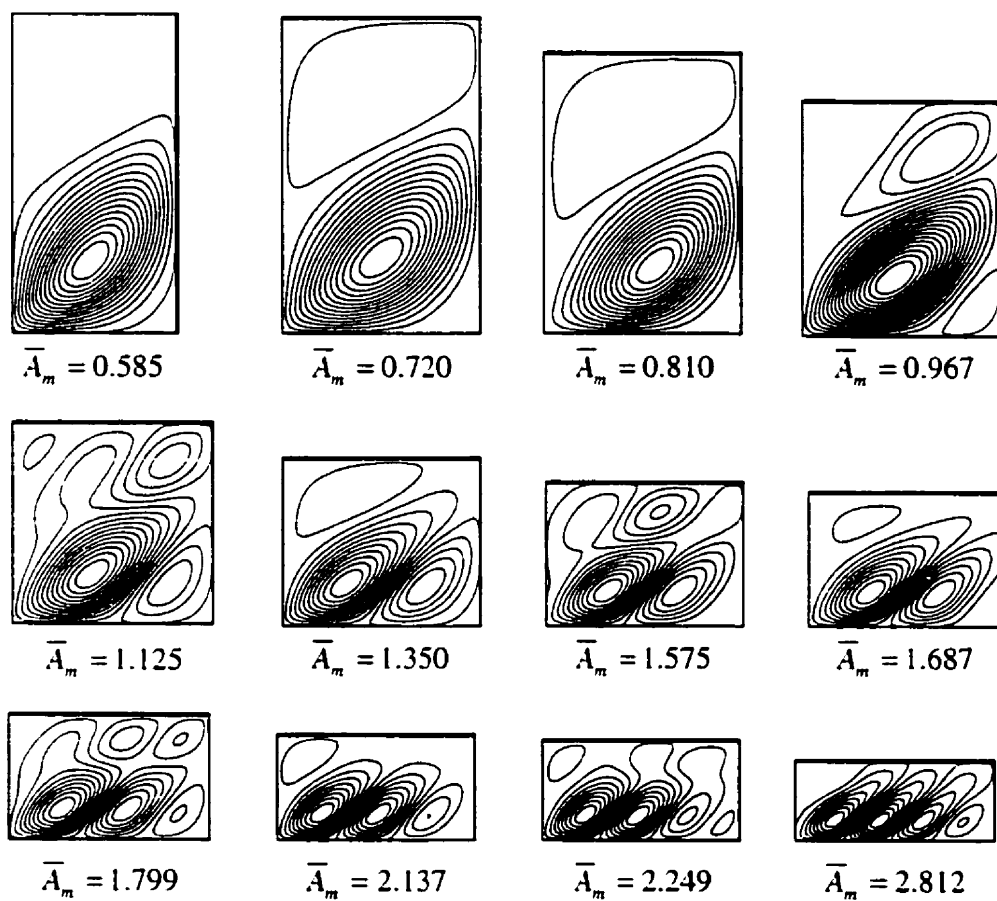 A̅ₘ = 0.585
A̅ₘ = 0.720
A̅ₘ = 0.810
A̅ₘ = 0.967
A̅ₘ = 1.125
A̅ₘ = 1.350
A̅ₘ = 1.575
A̅ₘ = 1.687
A̅ₘ = 1.799
A̅ₘ = 2.137
A̅ₘ = 2.249
A̅ₘ = 2.812